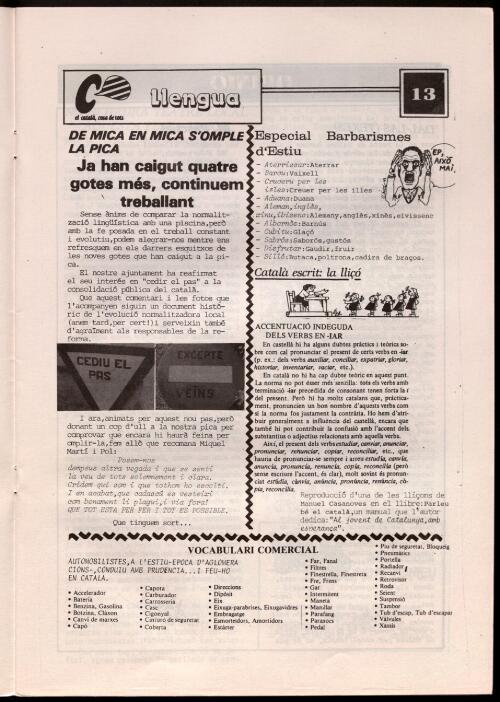 el català, cosa de tots
Llengua
13
DE MICA EN MICA S'OMPLE
LA PICA
Ja han caigut quatre
gotes més, continuem
treballant
Sense ànims de comparar la normalit-
zació lingüística amb una piscina,però
amb la fe posada en el treball constant
i evolutiu,podem alegrar-nos mentre ens
refresquem en els darrers esquitxos de
les noves gotes que han caigut a la pi-
ca.
El nostre ajuntament ha reafirmat
el seu interès en "cedir el pas" a la
consolidació pública del català.
Que aquest comentari i les fotos que
l'acompanyen siguin un document histò-
ric de l'evolució normalitzadora local
(anem tard,per cert!)i serveixin també
d'agraïment als responsables de la re-
forma.
CEDIU EL
PAS
EXCEPTE
VEÏNS
I ara,animats per aquest nou pas,però
donant un cop d'ull a la nostra pica per
comprovar que encara hi haurà feina per
omplir-la,fem allò que recomana Miquel
Martí i Pol:
Posem-nos
dempeus altra vegada i que se senti
la veu de tots solemnement i clara.
Cridem qui som i que tothom ho escolti.
I en acabat,que cadascú es vesteixi
com bonament li plagui,i via fora!
QUE TOT ESTA PER FER I TOT ES POSSIBLE.
Que tinguem sort...
Especial Barbarismes
d'Estiu
- Aterrissar:Aterrar
- Barcu:Vaixell
- Cruceru per les
isles:Creuer per les illes
- Aduana:Duana
- Aleman,inglès,
xinu,ibisenc:Alemany,anglès,xinès,eivissenc
- Albornòs:Barnús
- Cubitu:Glaçó
- Sabrós:Saborós,gustós
- Disfrutar:Gaudir,fruir
- Silló:Butaca,poltrona,cadira de braços.
EP,
AIXÒ
MAI,
Català escrit: la lliçó
ACCENTUACIÓ INDEGUDA
DELS VERBS EN -IAR
En castellà hi ha alguns dubtes pràctics i teòrics so-
bre com cal pronunciar el present de certs verbs en -iar
(p. ex.: dels verbs auxiliar, conciliar, expatriar, gloriar,
historiar, inventariar, vaciar, etc.).
En català no hi ha cap dubte teòric en aquest punt.
La norma no pot ésser més senzilla: tots els verbs amb
terminació -iar precedida de consonant tenen forta la i
del present. Però hi ha molts catalans que, pràctica-
ment, pronuncien un bon nombre d'aquests verbs com
si la norma fos justament la contrària. Ho hem d'atri-
buir generalment a influència del castellà, encara que
també hi pot contribuir la confusió amb l'accent dels
substantius o adjectius relacionats amb aquells verbs.
Així, el present dels verbs estudiar, canviar, anunciar,
pronunciar, renunciar, copiar, reconciliar, etc., que
hauria de pronunciar-se sempre i arreu estudia, canvia,
anuncia, pronuncia, renuncia, copia, reconcilia (però
sense escriure l'accent, és clar), molt sovint és pronun-
ciat estúdia, cànvia, anúncia, pronúncia, renúncia, cò-
pia, reconcília.
Reproducció d'una de les lliçons de
Manuel Casanoves en el llibre:Parleu
bé el català,un manual que l'autor
dedica:"Al jovent de Catalunya,amb
esperança".
VOCABULARI COMERCIAL
AUTOMOBILISTES,A L'ESTIU-EPOCA D'AGLOMERA
CIONS-,CONDUIU AMB PRUDENCIA...I FEU-HO
EN CATALA.
• Accelerador
• Bateria
• Benzina, Gasolina
• Botzina, Clàxon
• Canvi de marxes
• Capó
• Capota
• Carburador
• Carrosseria
• Casc
• Cigonyal
• Cinturó de seguretat
• Coberta
• Direccions
• Dipòsit
• Eix
• Eixuga-parabrises, Eixugavidres
• Embragatge
• Esmorteïdors, Amortidors
• Estàrter
• Far, Fanal
• Filtres
• Finestrella, Finestreta
• Fre, Frens
• Gat
• Intermitent
• Maneta
• Manillar
• Parafang
• Paraxocs
• Pedal
• Piu de seguretat, Bloqueig
• Pneumàtics
• Portella
• Radiador
• Recanvi
• Retrovisor
• Roda
• Seient
• Suspensió
• Tambor
• Tub d'escap, Tub d'escapament
• Vàlvules
• Xassís